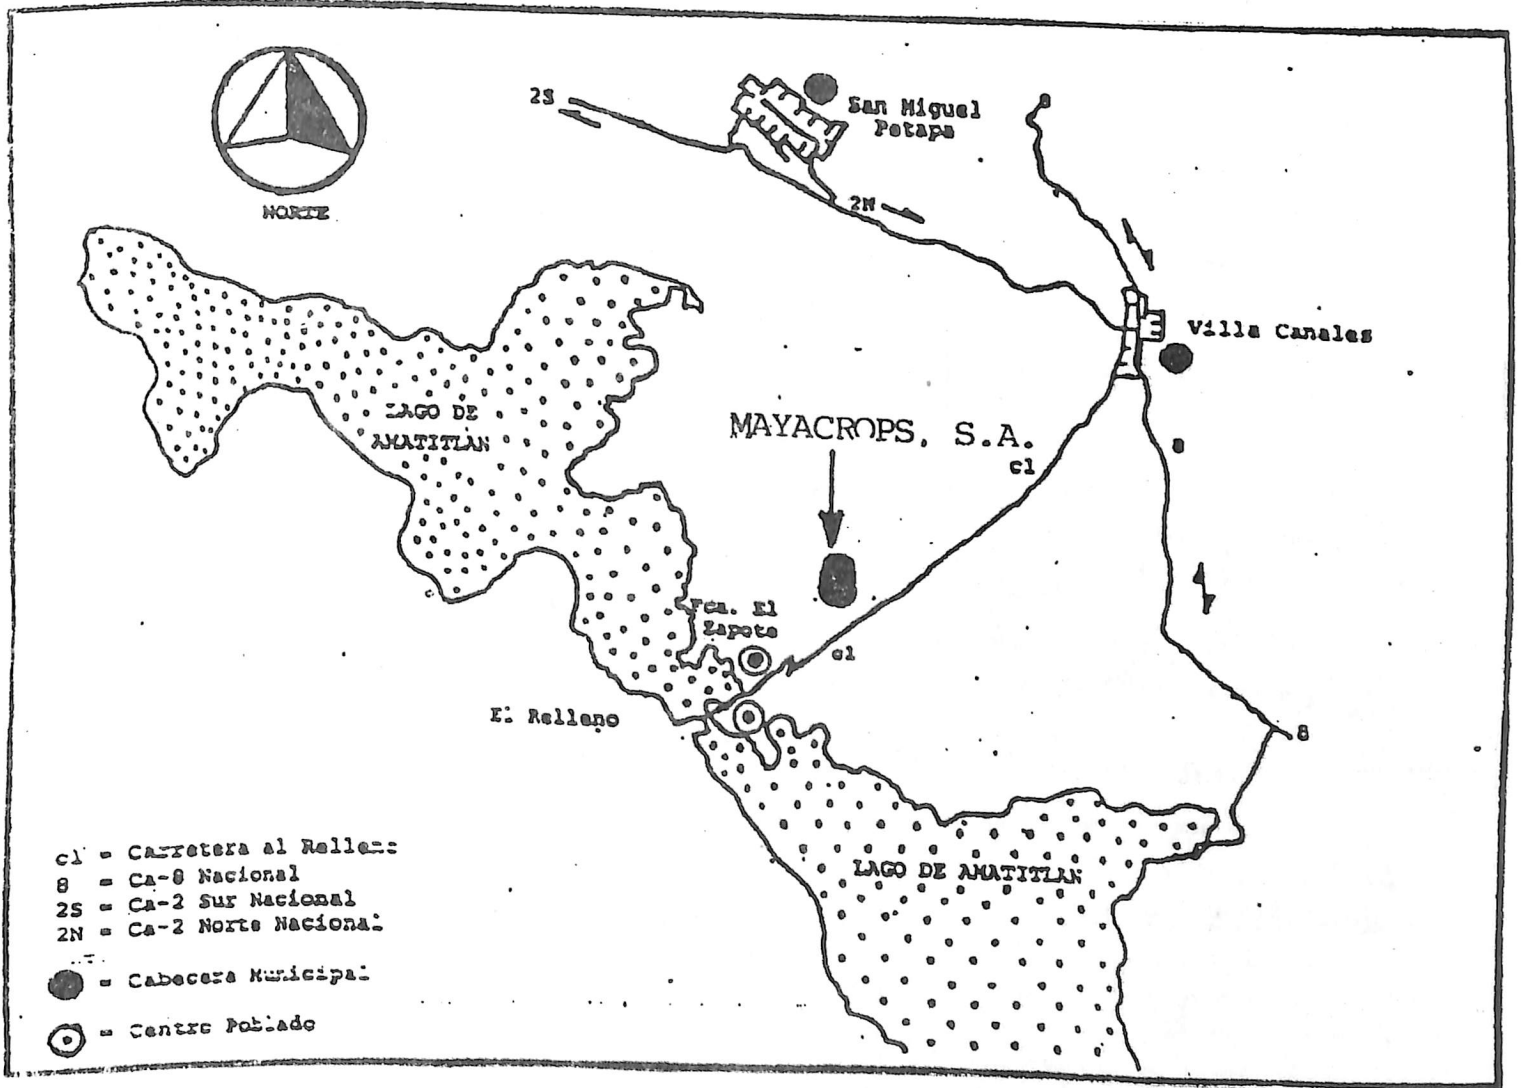 NORTE
2S
San Miguel
Petapa
8
2N
Villa Canales
LAGO DE
AMATITLAN
MAYACROPS, S.A.
cl
8
Fca. El
Zapote
cl
El Relleno
8
LAGO DE AMATITLAN
cl = Carretera al Relleno
8 = Ca-8 Nacional
2S = Ca-2 Sur Nacional
2N = Ca-2 Norte Nacional
= Cabecera Municipal
= Centro Poblado